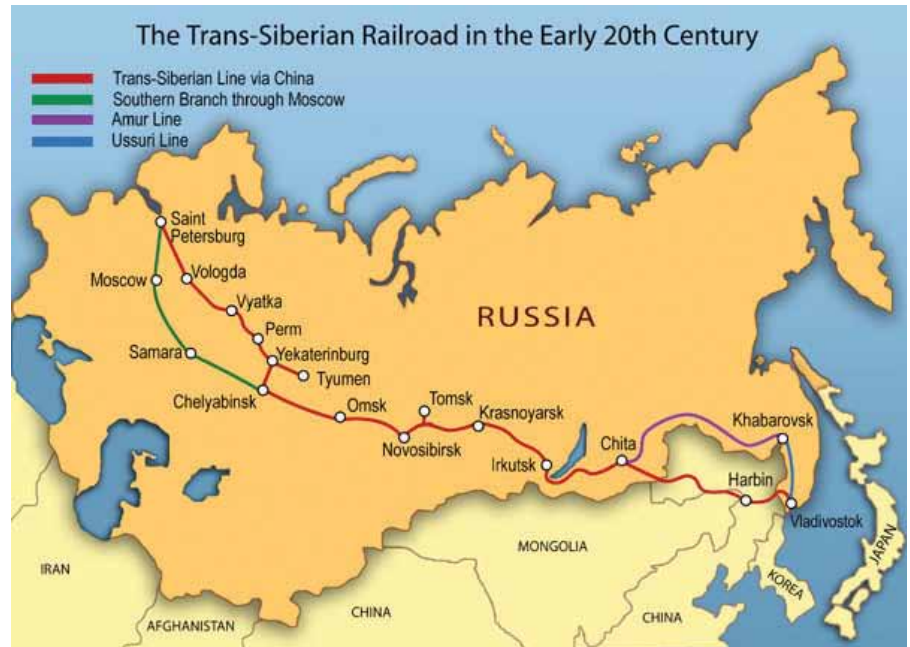 The Trans-Siberian Railroad in the Early 20th Century
Trans-Siberian Line via China
Southern Branch through Moscow
Amur Line
Ussuri Line
Saint
Petersburg
Moscow
Vologda
Vyatka
RUSSIA
Perm
Samara
Yekaterinburg
Tyumen
Chelyabinsk
Omsk
Tomsk
Krasnoyarsk
Novosibirsk
Irkutsk
Chita
Khabarovsk
Harbin
Vladivostok
MONGOLIA
IRAN
AFGHANISTAN
CHINA
CHINA
KOREA
JAPAN